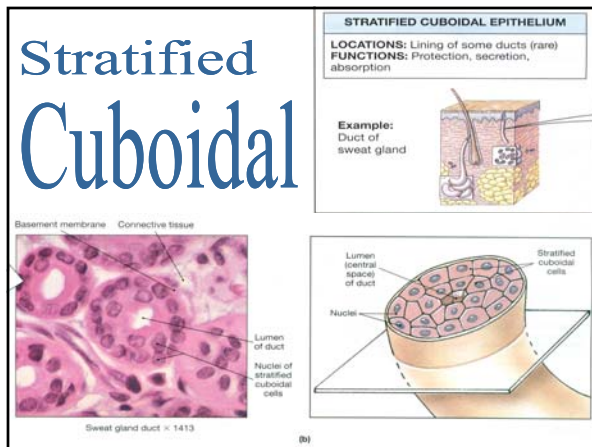 Stratified
Cuboidal
STRATIFIED CUBOIDAL EPITHELIUM
LOCATIONS: Lining of some ducts (rare)
FUNCTIONS: Protection, secretion,
absorption
Example:
Duct of
sweat gland
Basement membrane
Connective tissue
Lumen
of duct
Nuclei of
stratified
cuboidal
cells
Sweat gland duct × 1413
Lumen
(central
space)
of duct
Stratified
cuboidal
cells
Nuclei
(b)